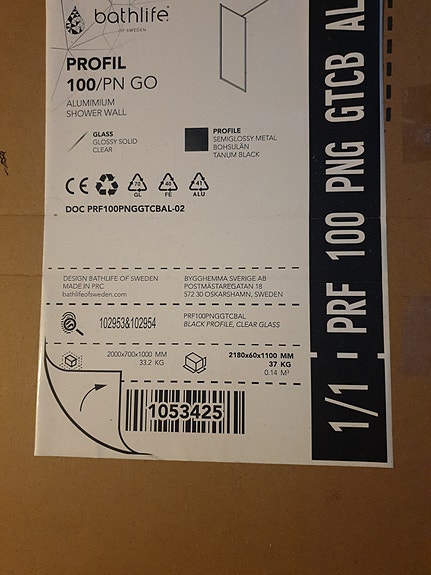 bathlife
OF SWEDEN
PROFIL
100/PN GO
ALUMIMIUM
SHOWER WALL
GLASS
GLOSSY SOLID
CLEAR
PROFILE
SEMIGLOSSY METAL
BOHSULÄN
TANUM BLACK
CE
70
GL
40
FE
41
ALU
DOC PRF100PNGGTCBAL-02
DESIGN BATHLIFE OF SWEDEN
MADE IN PRC
bathlifeofsweden.com
BYGGHEMMA SVERIGE AB
POSTMÄSTAREGATAN 18
572 30 OSKARSHAMN, SWEDEN
102953&102954
PRF100PNGGTCBAL
BLACK PROFILE, CLEAR GLASS
2000x700x1000 MM
33.2 KG
2180x60x1100 MM
37 KG
0.14 M³
1053425
1/1 - PRF 100 PNG GTCB AL